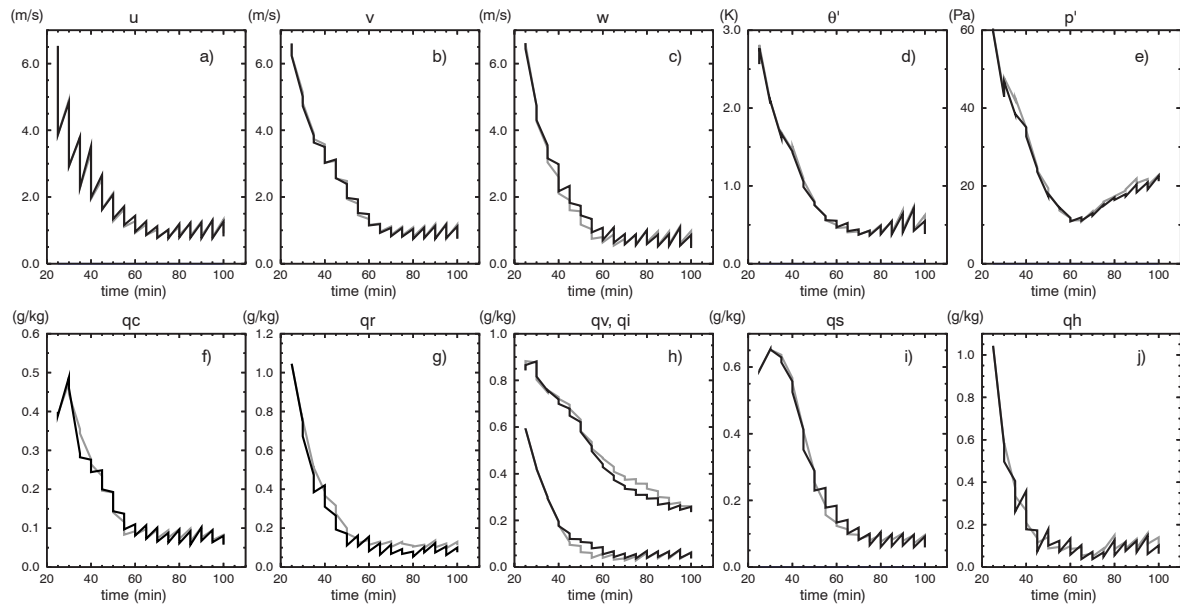 (m/s) u (m/s) v (m/s) w (K) θ' (Pa) p'
a) b) c) d) e)
6.0 6.0 6.0 3.0 60
4.0 4.0 4.0 2.0 40
2.0 2.0 2.0 1.0 20
0.0 0.0 0.0 0.0 0
20 40 60 80 100 20 40 60 80 100 20 40 60 80 100 20 40 60 80 100 20 40 60 80 100
time (min) time (min) time (min) time (min) time (min)
(g/kg) qc (g/kg) qr (g/kg) qv, qi (g/kg) qs (g/kg) qh
f) g) h) i) j)
0.6 1.2 1.0
0.5 1.0 0.8 0.6 1.0
0.4 0.8 0.8
0.3 0.6 0.6 0.4 0.6
0.2 0.4 0.4 0.2 0.4
0.1 0.2 0.2 0.2
0.0 0.0 0.0 0.0 0.0
20 40 60 80 100 20 40 60 80 100 20 40 60 80 100 20 40 60 80 100 20 40 60 80 100
time (min) time (min) time (min) time (min) time (min)